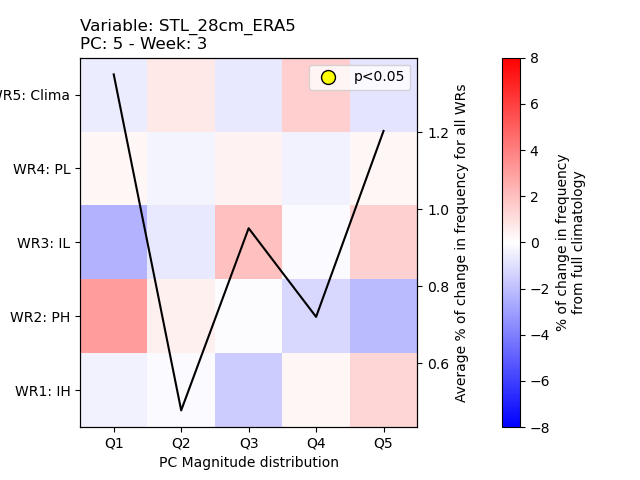 Variable: STL_28cm_ERA5
PC: 5 - Week: 3
p<0.05
WR5: Clima
WR4: PL
WR3: IL
WR2: PH
WR1: IH
Q1 Q2 Q3 Q4 Q5
PC Magnitude distribution
1.2
1.0
0.8
0.6
Average % of change in frequency for all WRs
8
6
4
2
0
−2
−4
−6
−8
% of change in frequency
from full climatology